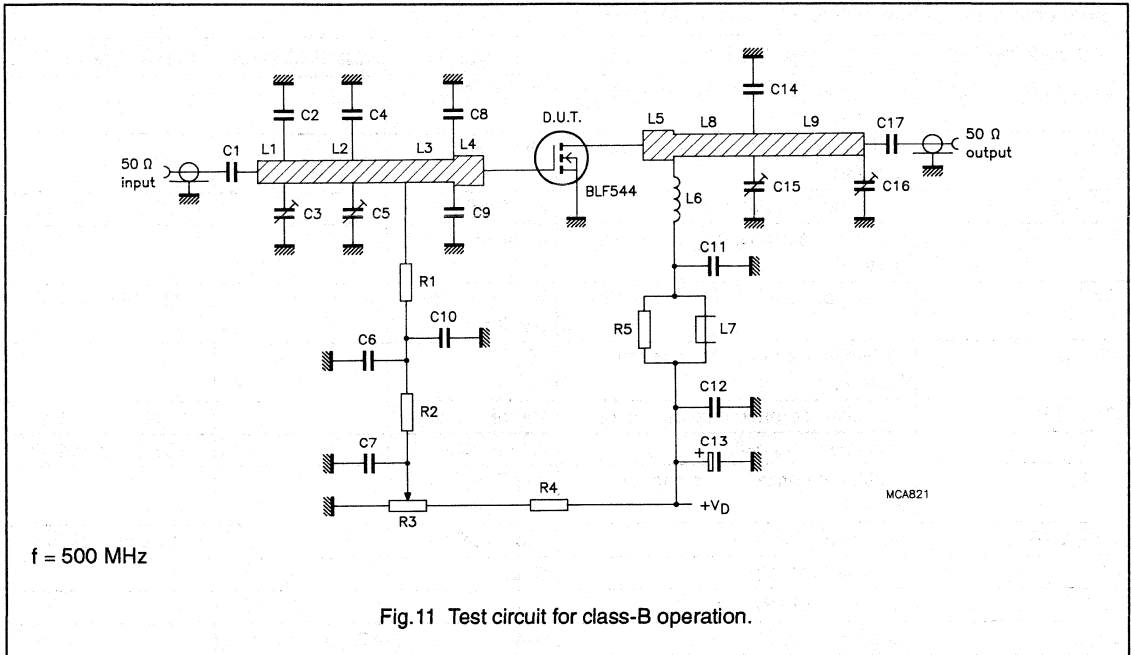 C2
C4
C8
C14
D.U.T.
L5
L8
L9
C17
50 Ω
output
50 Ω
input
C1
L1
L2
L3
L4
BLF544
C3
C5
C9
C15
C16
L6
C11
R1
C10
R5
L7
C6
R2
C12
C7
+
C13
R4
R3
+VD
MCA821
f = 500 MHz
Fig.11 Test circuit for class-B operation.